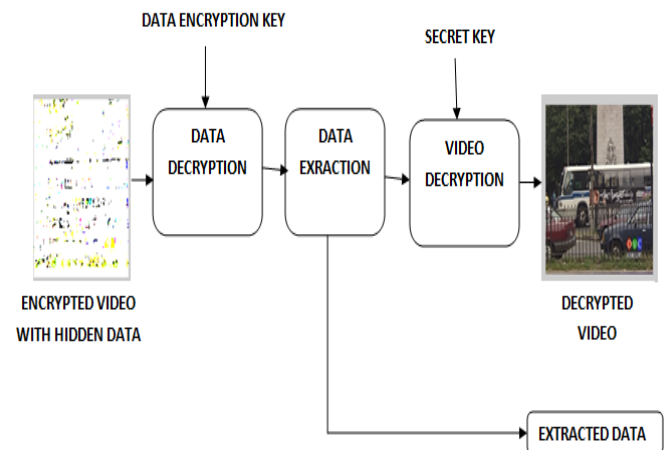 DATA ENCRYPTION KEY
SECRET KEY
DATA
DECRYPTION
DATA
EXTRACTION
VIDEO
DECRYPTION
ENCRYPTED VIDEO
WITH HIDDEN DATA
DECRYPTED
VIDEO
EXTRACTED DATA